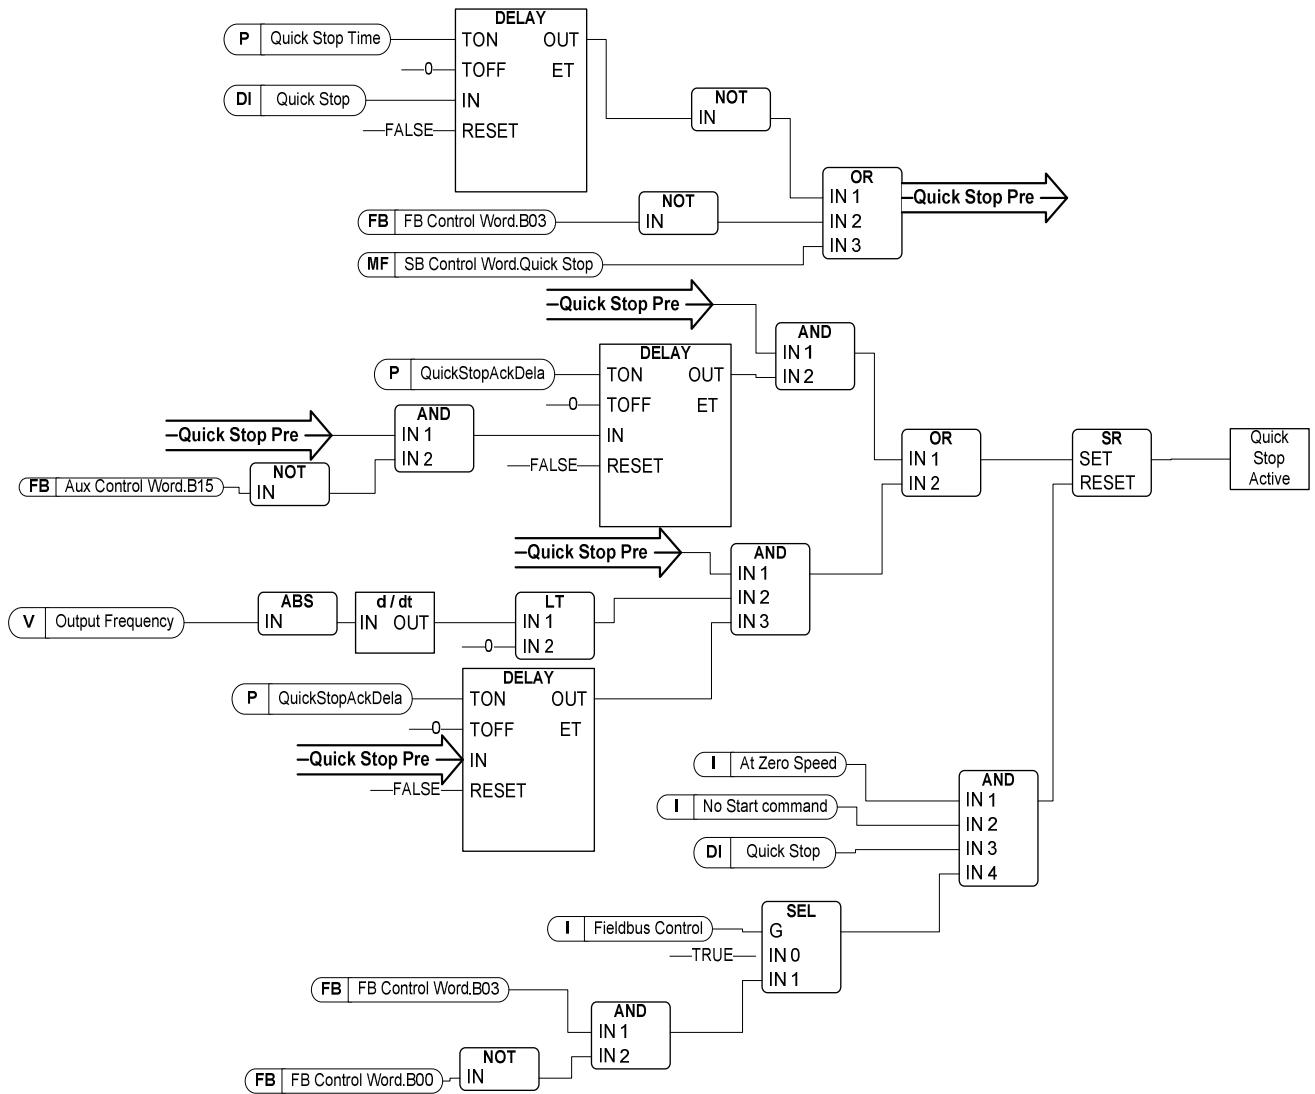 DELAY
P Quick Stop Time
TON OUT
0 TOFF ET
DI Quick Stop
IN
FALSE RESET
NOT
IN
OR
IN 1
IN 2
IN 3
Quick Stop Pre
FB FB Control Word.B03
NOT
IN
MF SB Control Word.Quick Stop
Quick Stop Pre
AND
IN 1
IN 2
DELAY
P QuickStopAckDela
TON OUT
0 TOFF ET
IN
FALSE RESET
Quick Stop Pre
AND
IN 1
IN 2
FB Aux Control Word.B15
NOT
IN
OR
IN 1
IN 2
SR
SET
RESET
Quick
Stop
Active
Quick Stop Pre
AND
IN 1
IN 2
IN 3
V Output Frequency
ABS
IN
d / dt
IN OUT
LT
IN 1
0 IN 2
DELAY
P QuickStopAckDela
TON OUT
0 TOFF ET
Quick Stop Pre
IN
FALSE RESET
I At Zero Speed
I No Start command
DI Quick Stop
AND
IN 1
IN 2
IN 3
IN 4
SEL
I Fieldbus Control
G
TRUE IN 0
IN 1
FB FB Control Word.B03
AND
IN 1
IN 2
FB FB Control Word.B00
NOT
IN